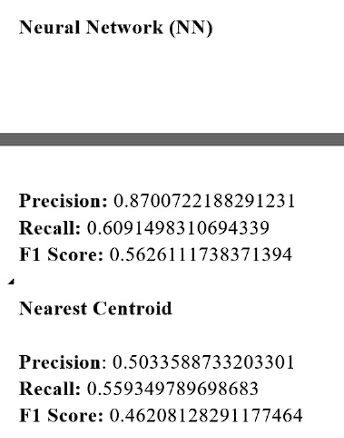 Neural Network (NN)
Precision: 0.8700722188291231
Recall: 0.6091498310694339
F1 Score: 0.5626111738371394
Nearest Centroid
Precision: 0.5033588733203301
Recall: 0.559349789698683
F1 Score: 0.46208128291177464